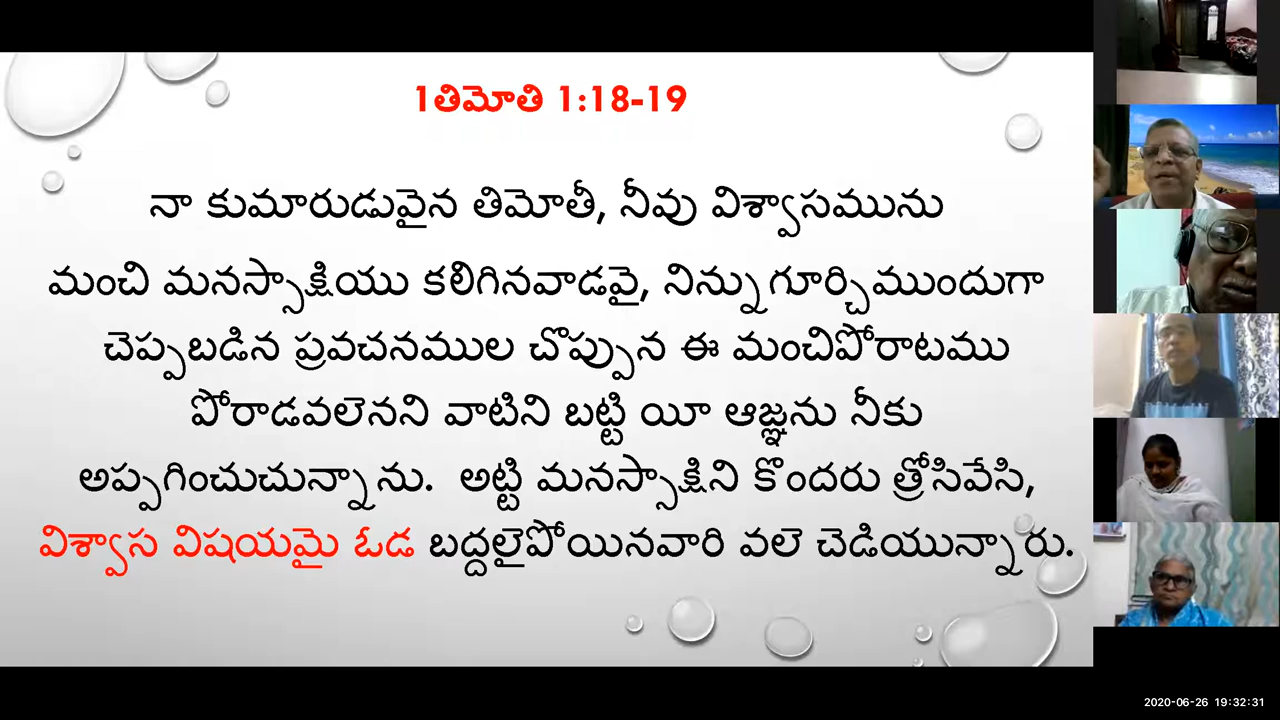 1తిమోతి 1:18-19
నా కుమారుడువైన తిమోతీ, నీవు విశ్వాసమును
మంచి మనస్సాక్షియు కలిగినవాడవై, నిన్నుగూర్చిముందుగా
చెప్పబడిన ప్రవచనముల చొప్పున ఈ మంచిపోరాటము
పోరాడవలెనని వాటిని బట్టి యీ ఆజ్ఞను నీకు
అప్పగించుచున్నాను. అట్టి మనస్సాక్షిని కొందరు త్రోసివేసి,
విశ్వాస విషయమై ఓడ బద్దలైపోయినవారి వలె చెడియున్నారు.
2020-06-26 19:32:31